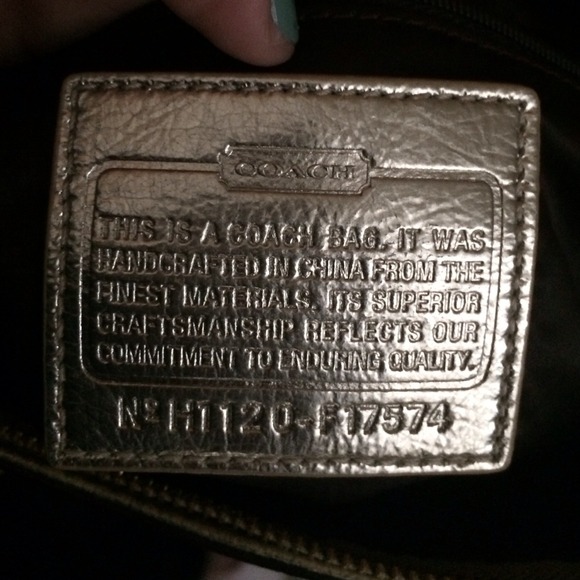 COACH
THIS IS A COACH BAG. IT WAS
HANDCRAFTED IN CHINA FROM THE
FINEST MATERIALS. ITS SUPERIOR
CRAFTSMANSHIP REFLECTS OUR
COMMITMENT TO ENDURING QUALITY.
Nº H1120-F17574